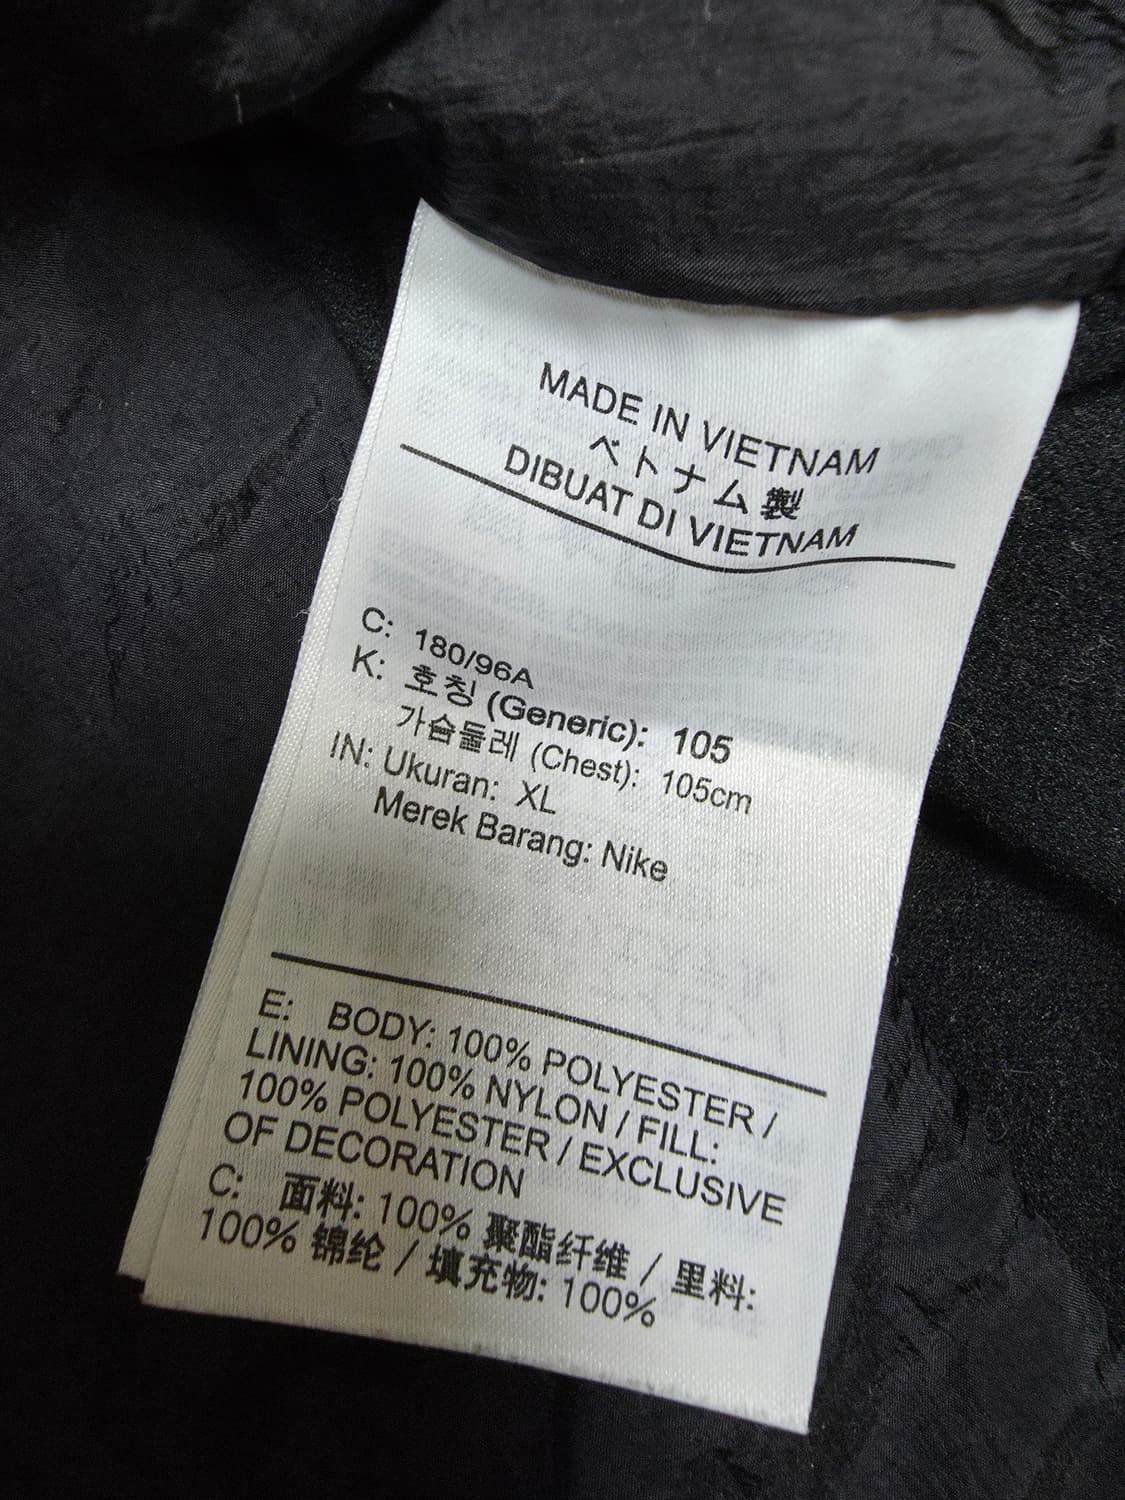 MADE IN VIETNAM
ベトナム製
DIBUAT DI VIETNAM
C: 180/96A
K: 호칭 (Generic): 105
가슴둘레 (Chest): 105cm
IN: Ukuran: XL
Merek Barang: Nike
E: BODY: 100% POLYESTER /
LINING: 100% NYLON / FILL:
100% POLYESTER / EXCLUSIVE
OF DECORATION
C: 面料: 100% 聚酯纤维 / 里料:
100% 锦纶 / 填充物: 100%